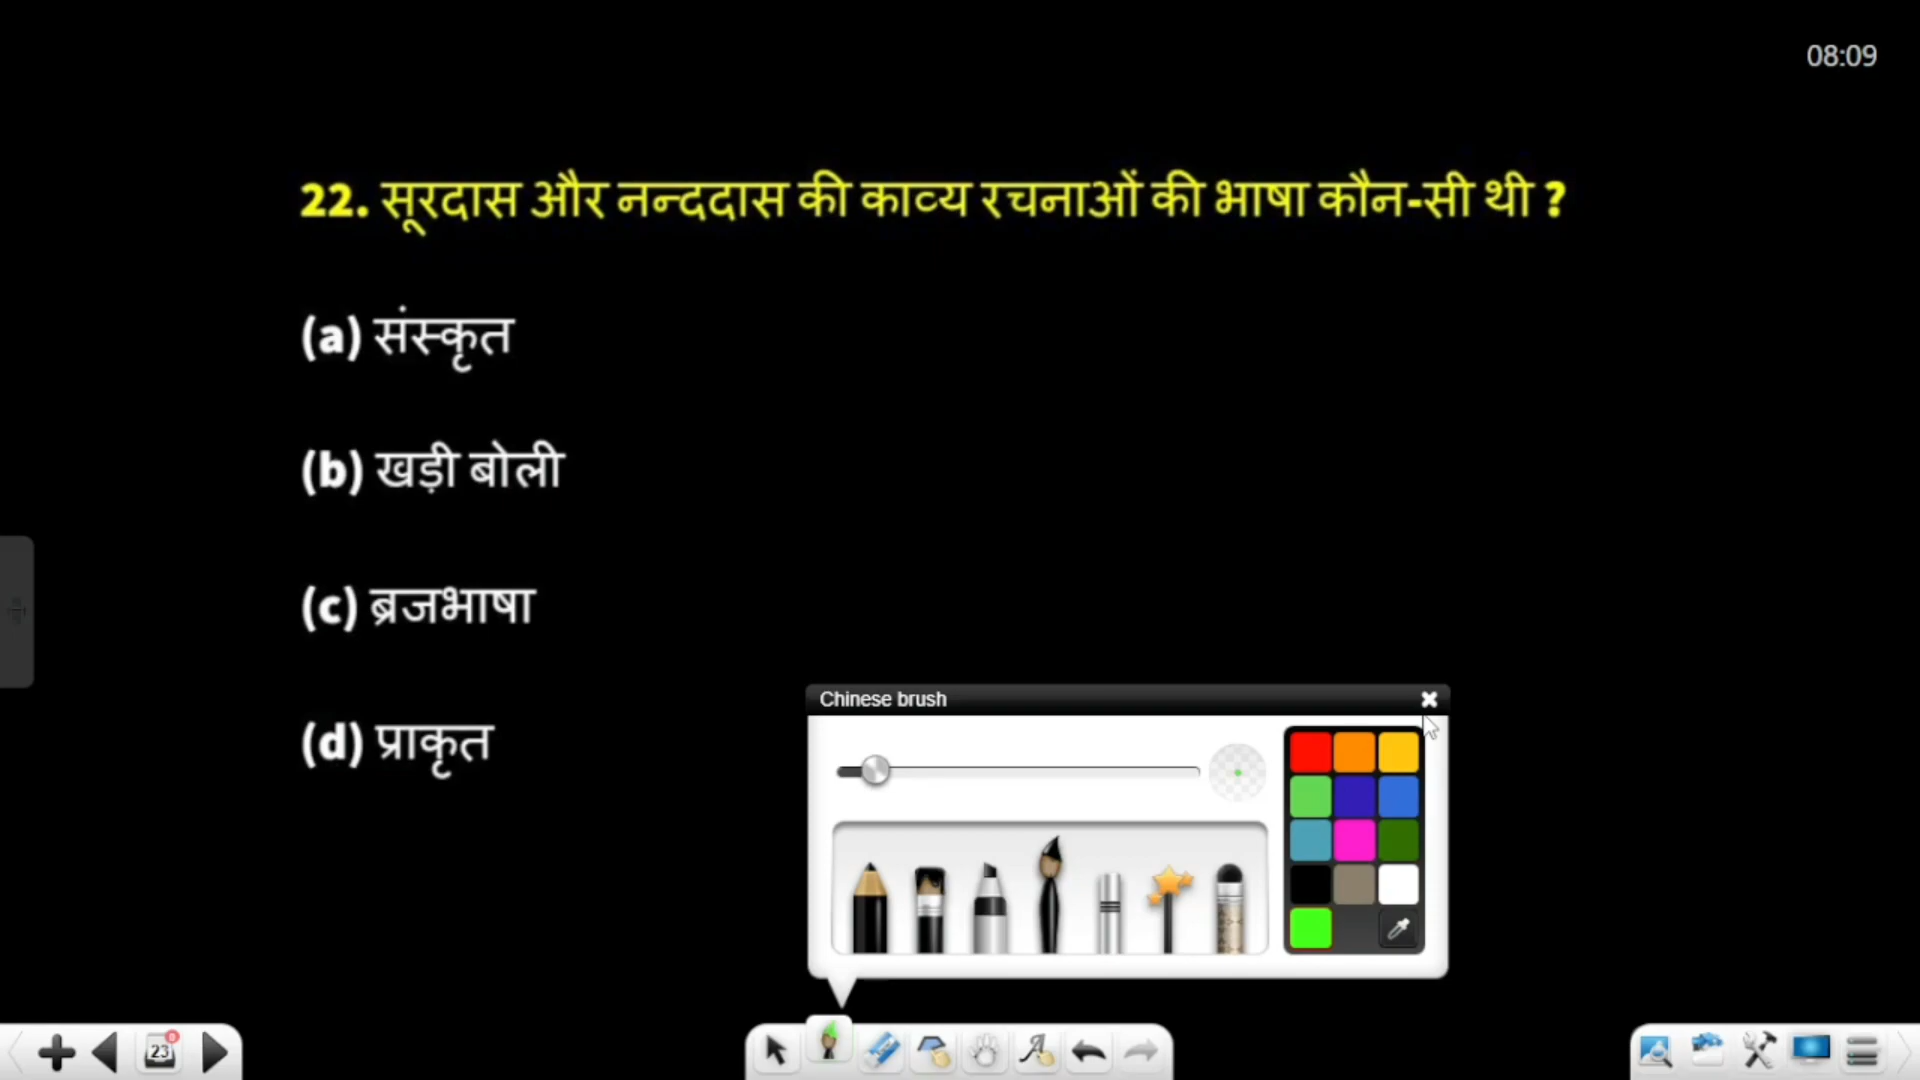 08:09
22. सूरदास और नन्ददास की काव्य रचनाओं की भाषा कौन-सी थी ?
(a) संस्कृत
(b) खड़ी बोली
(c) ब्रजभाषा
(d) प्राकृत
Chinese brush
23